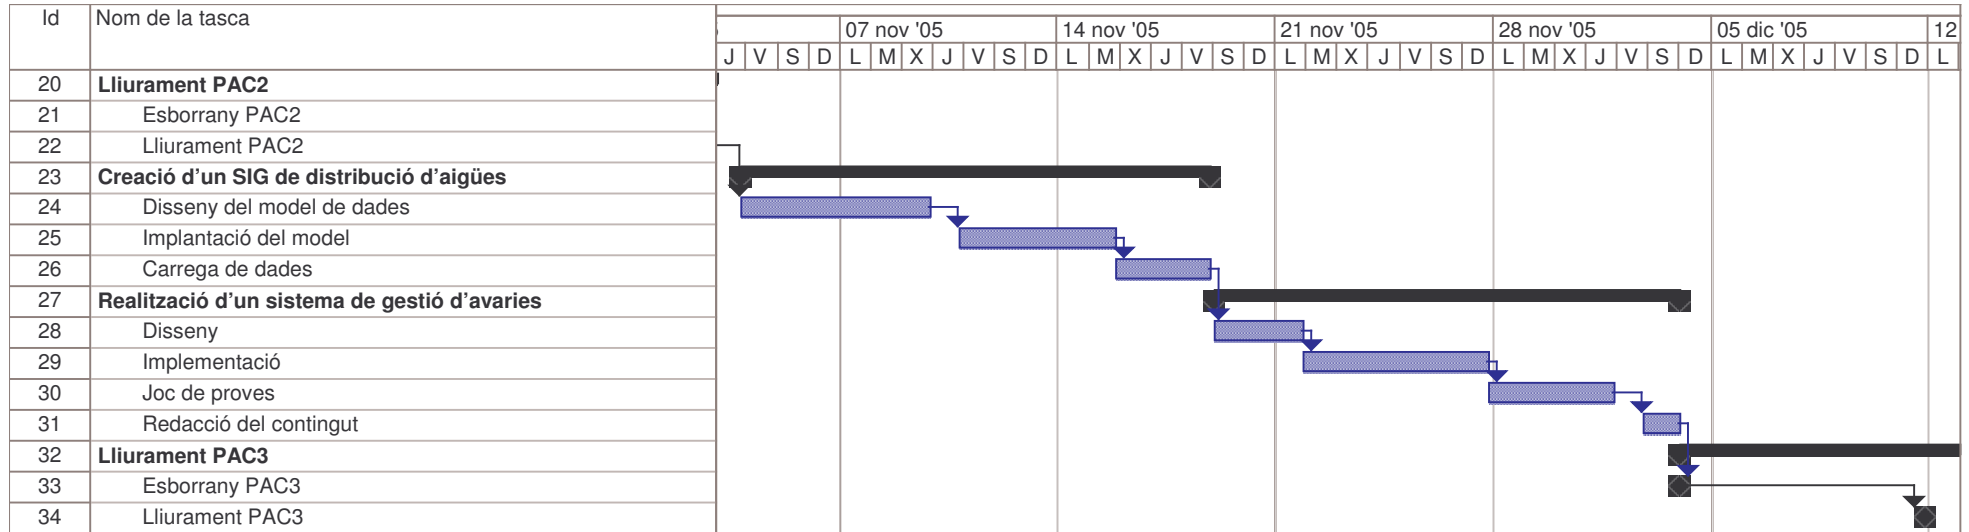 Id Nom de la tasca
07 nov '05 14 nov '05 21 nov '05 28 nov '05 05 dic '05 12
J V S D L M X J V S D L M X J V S D L M X J V S D L M X J V S D L M X J V S D L
20 Lliurament PAC2
21 Esborrany PAC2
22 Lliurament PAC2
23 Creació d'un SIG de distribució d'aigües
24 Disseny del model de dades
25 Implantació del model
26 Carrega de dades
27 Realització d'un sistema de gestió d'avaries
28 Disseny
29 Implementació
30 Joc de proves
31 Redacció del contingut
32 Lliurament PAC3
33 Esborrany PAC3
34 Lliurament PAC3